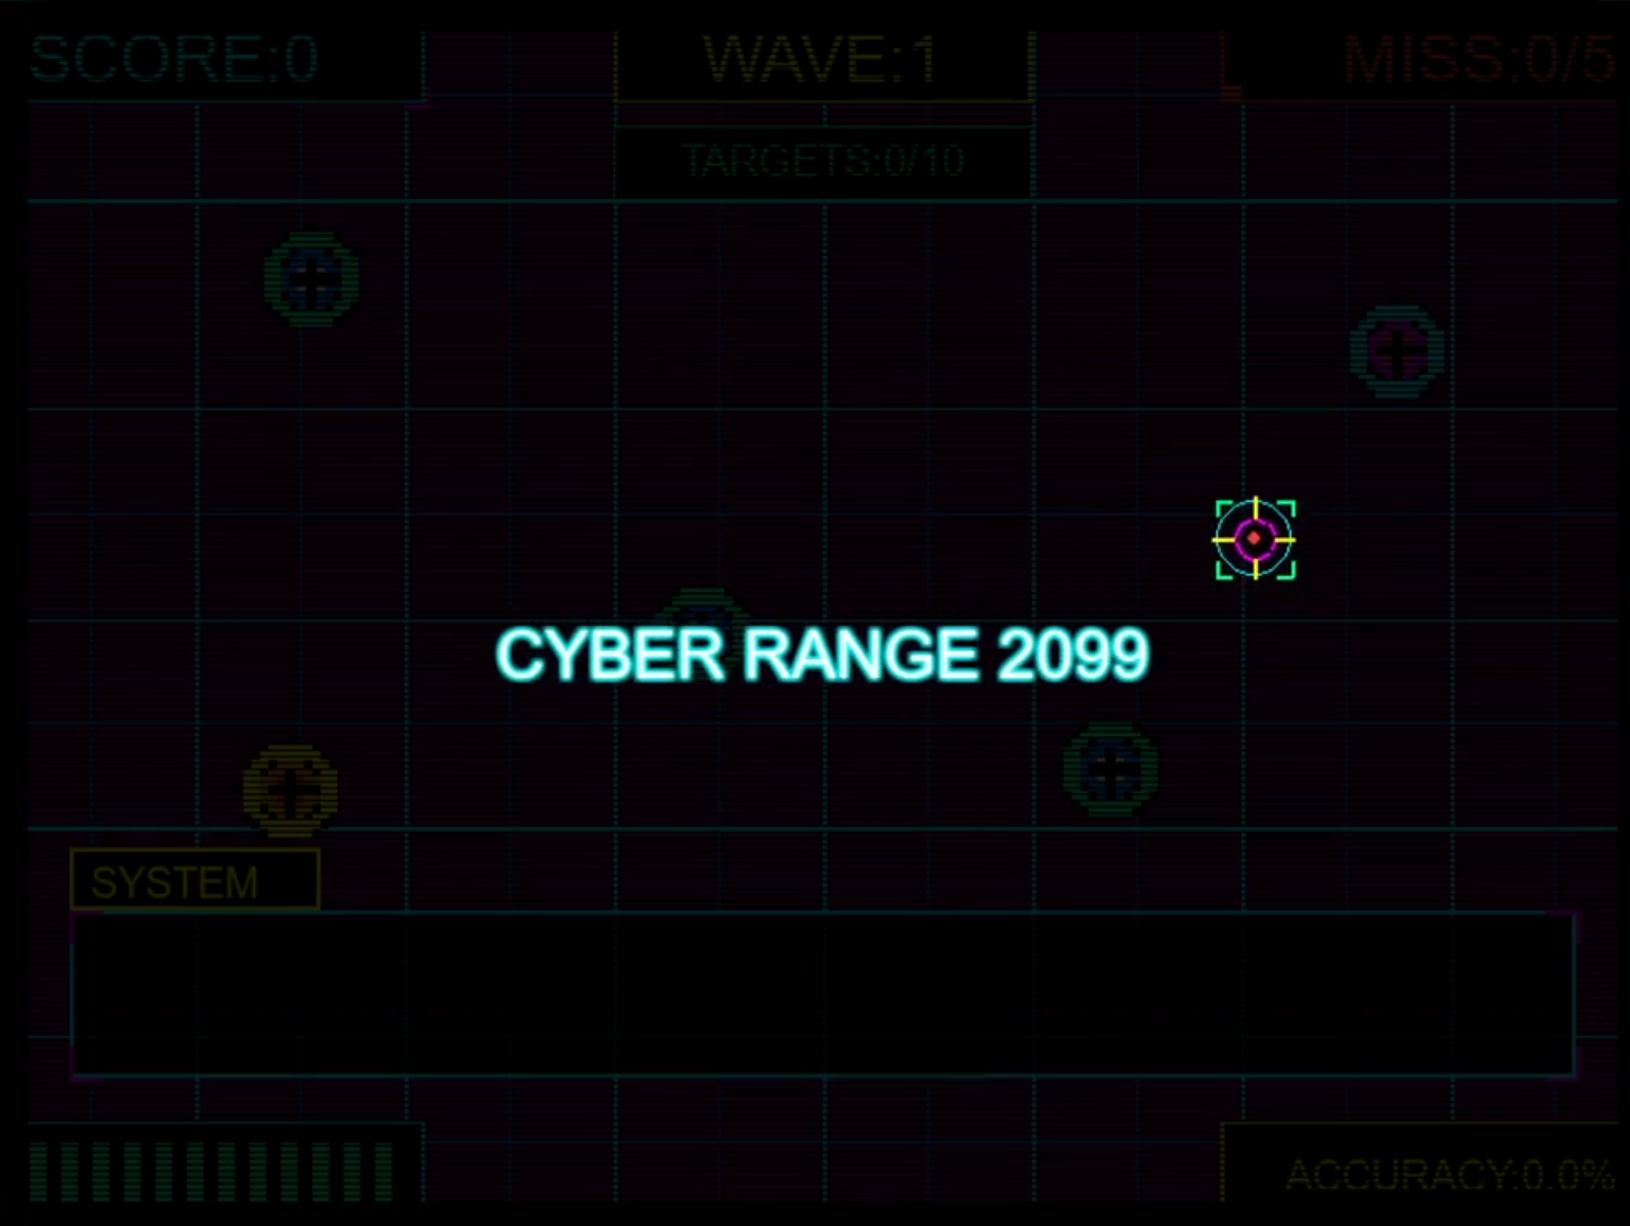 SCORE:0
WAVE:1
MISS:0/5
TARGETS:0/10
CYBER RANGE 2099
SYSTEM
ACCURACY:0.0%